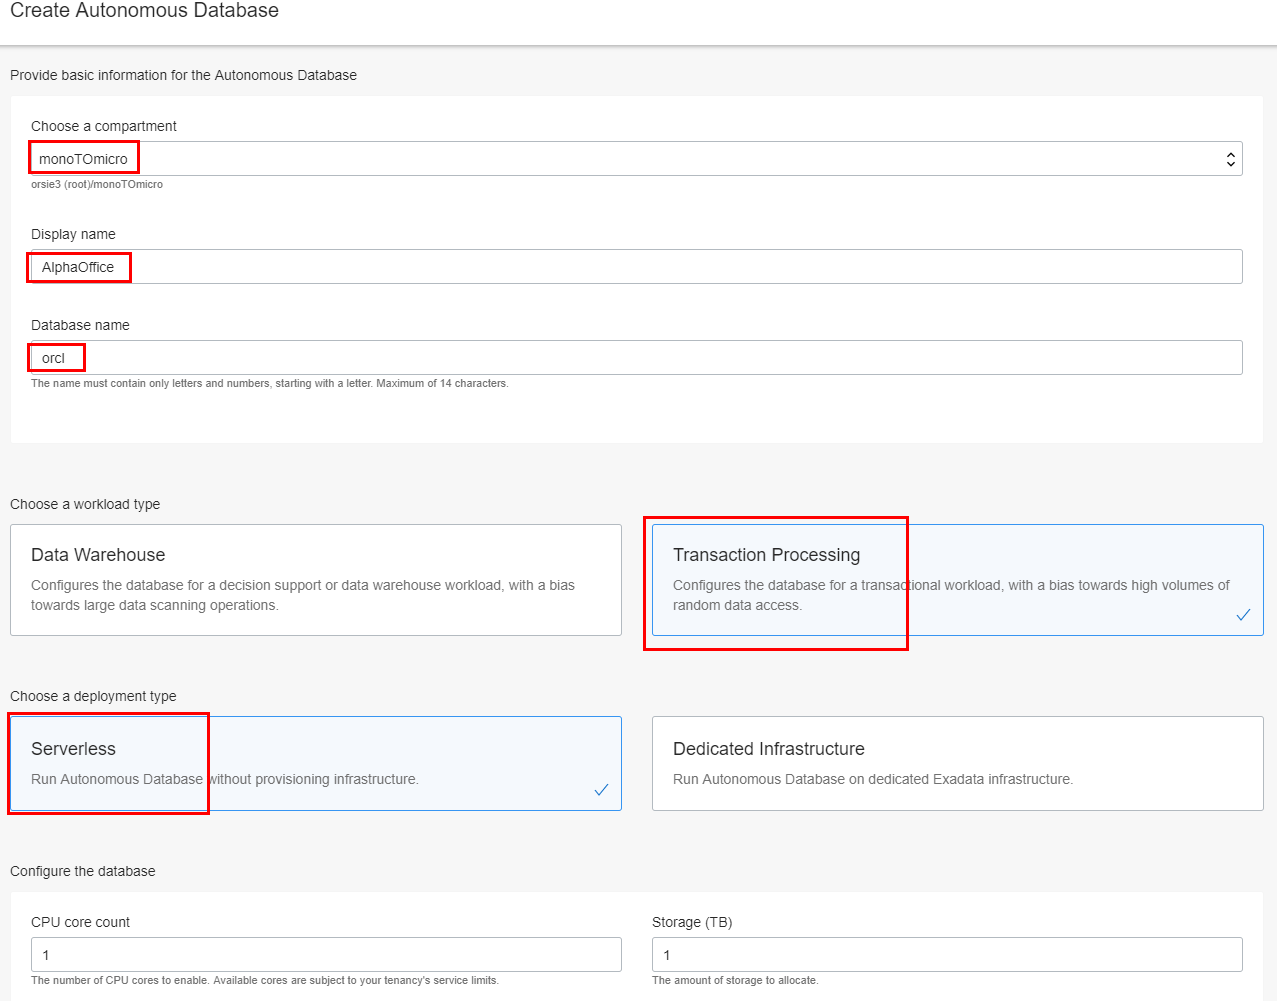 Create Autonomous Database
Provide basic information for the Autonomous Database
Choose a compartment
monoTOmicro
orsie3 (root)/monoTOmicro
Display name
AlphaOffice
Database name
orcl
The name must contain only letters and numbers, starting with a letter. Maximum of 14 characters.
Choose a workload type
Data Warehouse
Configures the database for a decision support or data warehouse workload, with a bias
towards large data scanning operations.
Transaction Processing
Configures the database for a transactional workload, with a bias towards high volumes of
random data access.
Choose a deployment type
Serverless
Run Autonomous Database without provisioning infrastructure.
Dedicated Infrastructure
Run Autonomous Database on dedicated Exadata infrastructure.
Configure the database
CPU core count
1
The number of CPU cores to enable. Available cores are subject to your tenancy's service limits.
Storage (TB)
1
The amount of storage to allocate.